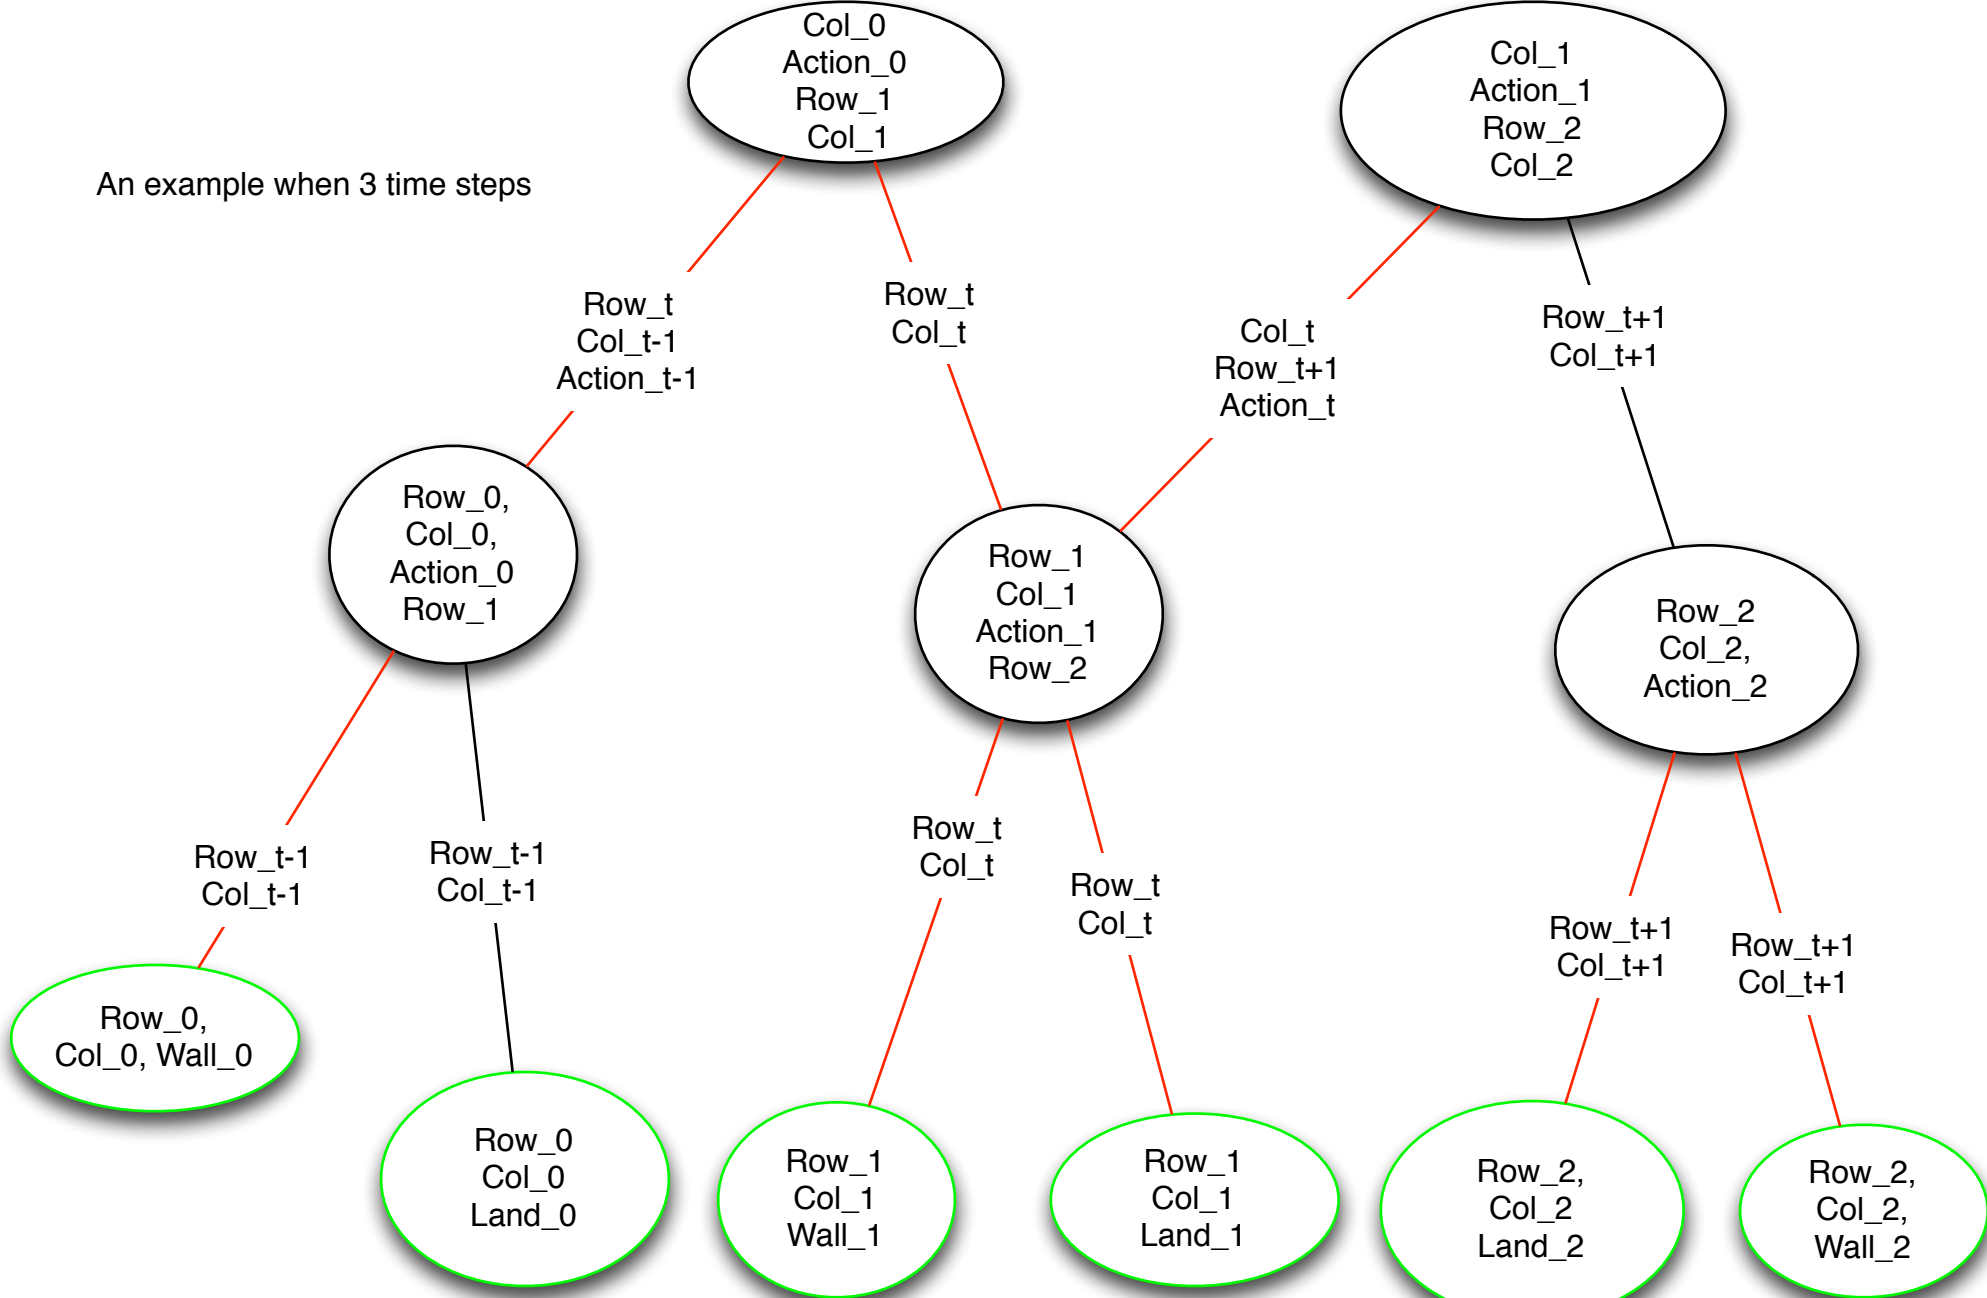 Col_0
Action_0
Row_1
Col_1
Col_1
Action_1
Row_2
Col_2
An example when 3 time steps
Row_t
Col_t-1
Action_t-1
Row_t
Col_t
Col_t
Row_t+1
Action_t
Row_t+1
Col_t+1
Row_0,
Col_0,
Action_0
Row_1
Row_1
Col_1
Action_1
Row_2
Row_2
Col_2,
Action_2
Row_t-1
Col_t-1
Row_t-1
Col_t-1
Row_t
Col_t
Row_t
Col_t
Row_t+1
Col_t+1
Row_t+1
Col_t+1
Row_0,
Col_0, Wall_0
Row_0
Col_0
Land_0
Row_1
Col_1
Wall_1
Row_1
Col_1
Land_1
Row_2,
Col_2
Land_2
Row_2,
Col_2,
Wall_2